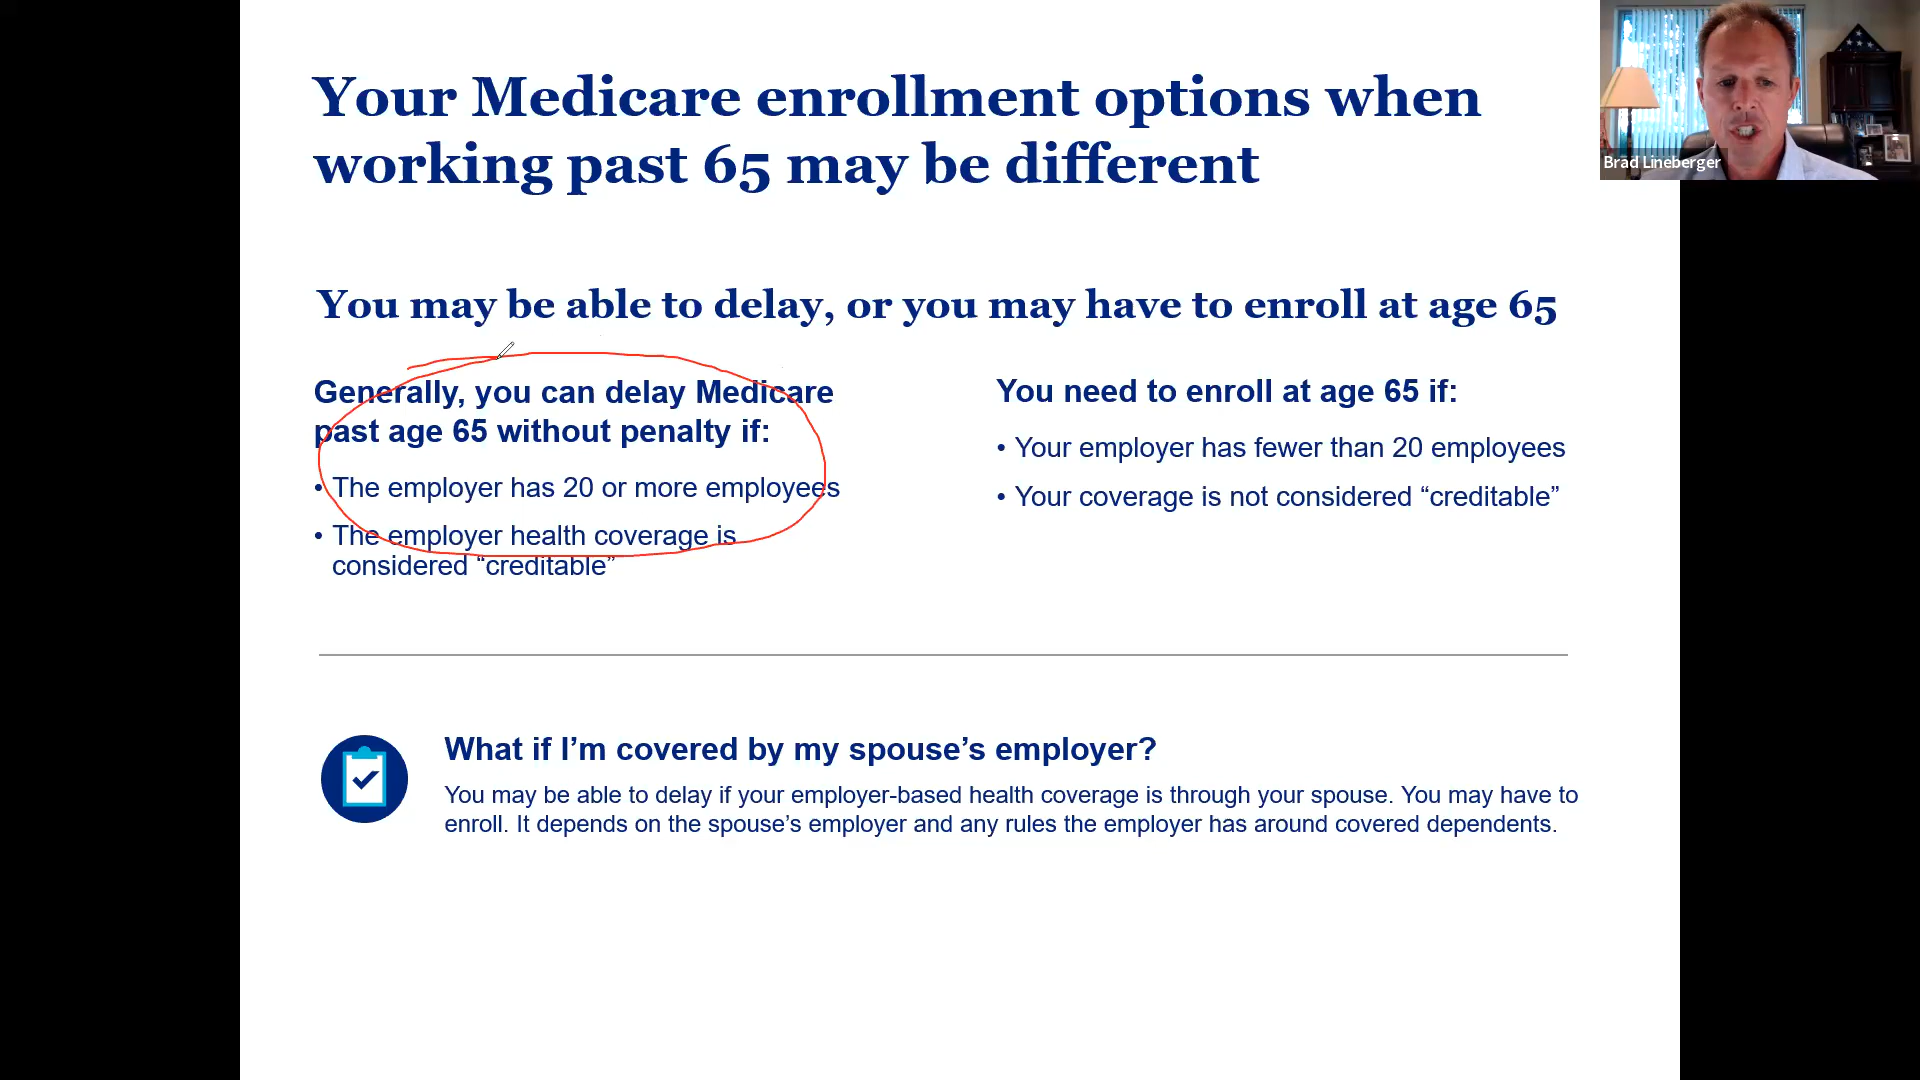 Your Medicare enrollment options when
working past 65 may be different
Brad Lineberger
You may be able to delay, or you may have to enroll at age 65
Generally, you can delay Medicare
past age 65 without penalty if:
• The employer has 20 or more employees
• The employer health coverage is
considered “creditable”
You need to enroll at age 65 if:
• Your employer has fewer than 20 employees
• Your coverage is not considered “creditable”
What if I’m covered by my spouse’s employer?
You may be able to delay if your employer-based health coverage is through your spouse. You may have to
enroll. It depends on the spouse’s employer and any rules the employer has around covered dependents.